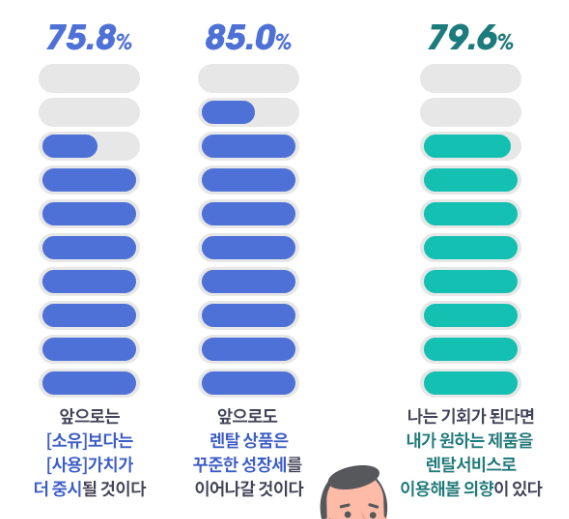 75.8%
85.0%
79.6%
앞으로는
[소유]보다는
[사용]가치가
더 중시될 것이다
앞으로도
렌탈 상품은
꾸준한 성장세를
이어나갈 것이다
나는 기회가 된다면
내가 원하는 제품을
렌탈서비스로
이용해볼 의향이 있다